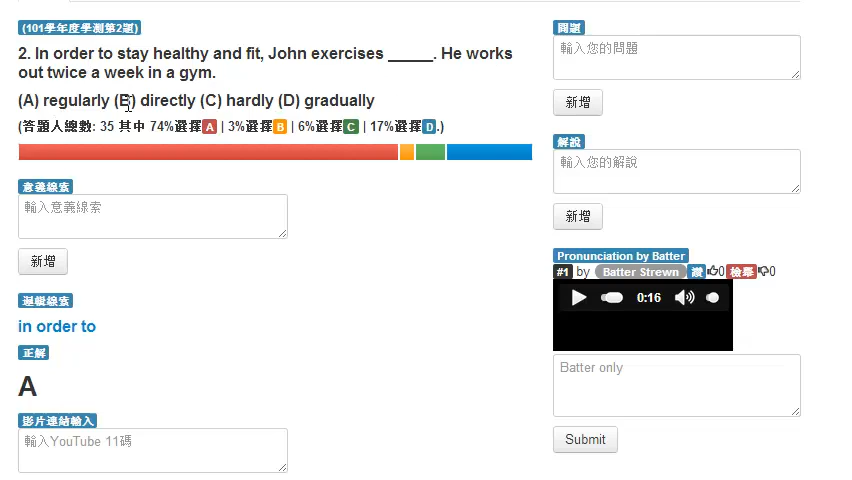 (101學年度學測第2題)
2. In order to stay healthy and fit, John exercises _____. He works
out twice a week in a gym.
(A) regularly (B) directly (C) hardly (D) gradually
(答題人總數: 35 其中 74%選擇A | 3%選擇B | 6%選擇C | 17%選擇D.)
意義線索
輸入意義線索
新增
邏輯線索
in order to
正解
A
影片連結輸入
輸入YouTube 11碼
問題
輸入您的問題
新增
解說
輸入您的解說
新增
Pronunciation by Batter
#1 by Batter Strewn 讚0檢舉0
0:16
Batter only
Submit